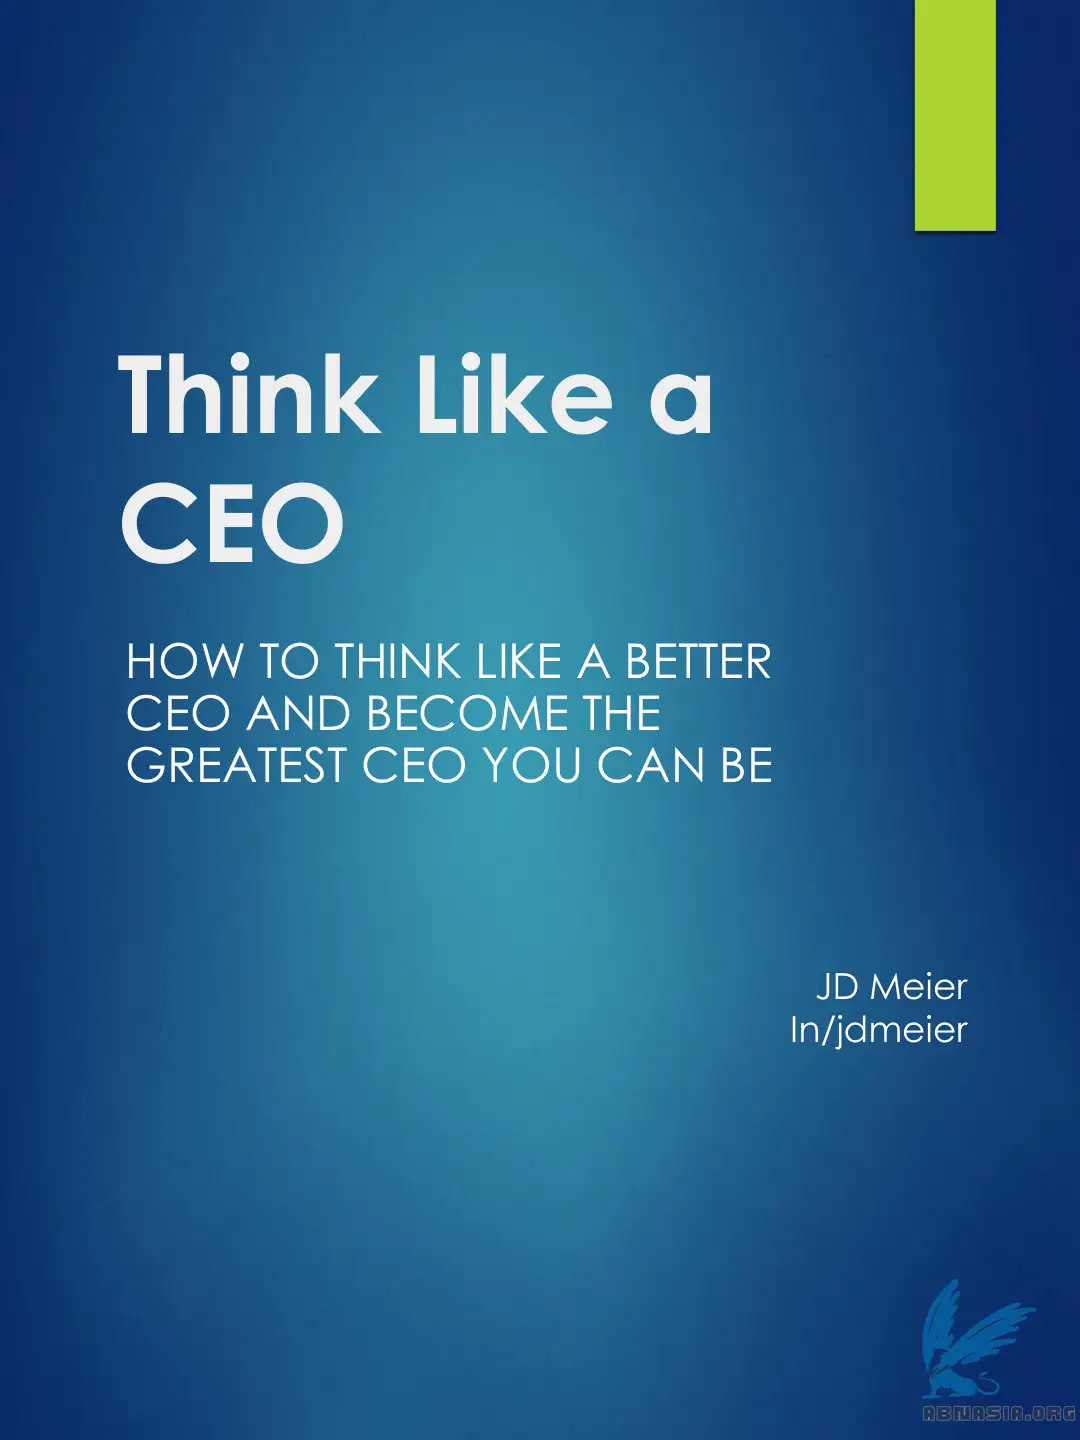 Think Like a
CEO
HOW TO THINK LIKE A BETTER
CEO AND BECOME THE
GREATEST CEO YOU CAN BE
JD Meier
In/jdmeier
ABNASIA.ORG